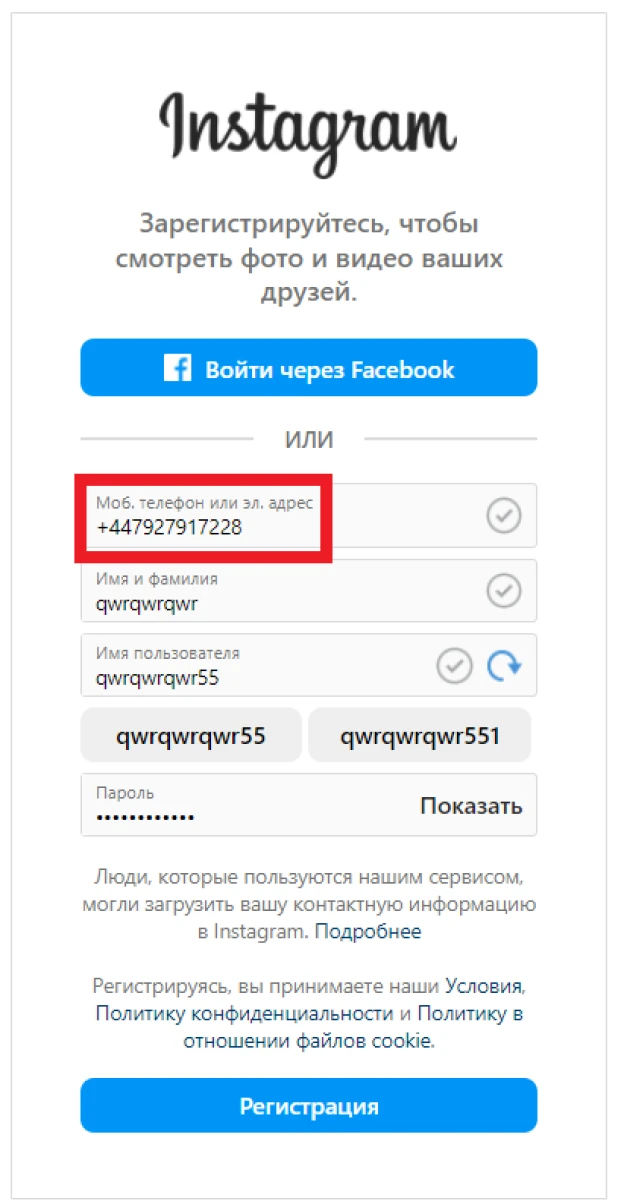 Instagram
Зарегистрируйтесь, чтобы
смотреть фото и видео ваших
друзей.
Войти через Facebook
ИЛИ
Моб. телефон или эл. адрес
+447927917228
Имя и фамилия
qwrqwrqwr
Имя пользователя
qwrqwrqwr55
qwrqwrqwr55 qwrqwrqwr551
Пароль
•••••••••••• Показать
Люди, которые пользуются нашим сервисом,
могли загрузить вашу контактную информацию
в Instagram. Подробнее
Регистрируясь, вы принимаете наши Условия,
Политику конфиденциальности и Политику в
отношении файлов cookie.
Регистрация